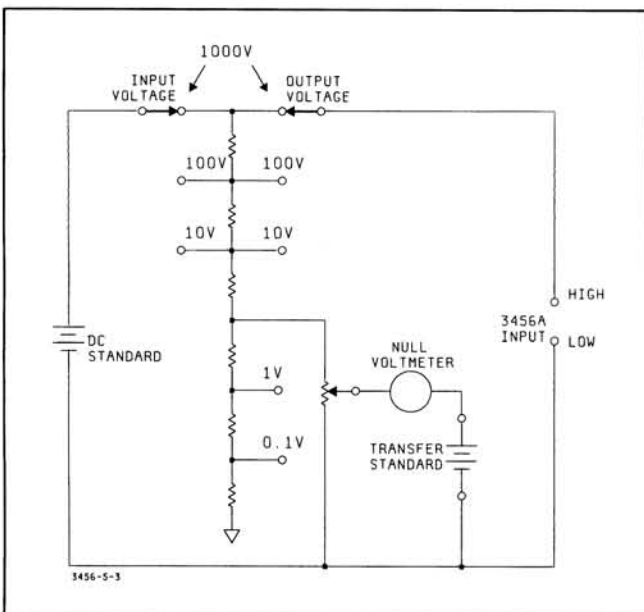 1000V
INPUT VOLTAGE
OUTPUT VOLTAGE
100V
100V
10V
10V
DC STANDARD
1V
0.1V
NULL VOLTMETER
TRANSFER STANDARD
HIGH
3456A INPUT
LOW
3456-S-3